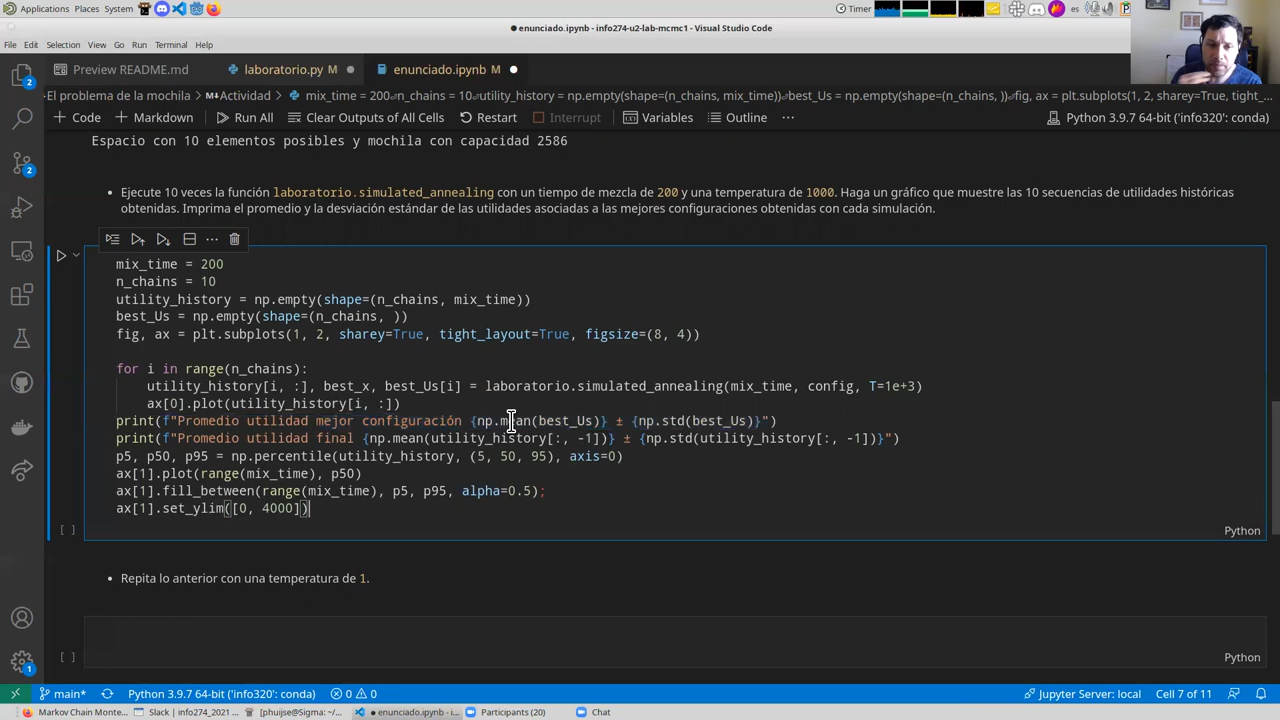 Applications Places System
Timer
es
enunciado.ipynb - info274-u2-lab-mcmc1 - Visual Studio Code
File Edit Selection View Go Run Terminal Help
Preview README.md
laboratorio.py M
enunciado.ipynb M
El problema de la mochila > Actividad > mix_time = 200⏎n_chains = 10⏎utility_history = np.empty(shape=(n_chains, mix_time))⏎best_Us = np.empty(shape=(n_chains, ))⏎fig, ax = plt.subplots(1, 2, sharey=True, tight_
+ Code + Markdown Run All Clear Outputs of All Cells Restart Interrupt Variables Outline ··· Python 3.9.7 64-bit ('info320': conda)
Espacio con 10 elementos posibles y mochila con capacidad 2586
• Ejecute 10 veces la función laboratorio.simulated_annealing con un tiempo de mezcla de 200 y una temperatura de 1000. Haga un gráfico que muestre las 10 secuencias de utilidades históricas
obtenidas. Imprima el promedio y la desviación estándar de las utilidades asociadas a las mejores configuraciones obtenidas con cada simulación.
mix_time = 200
n_chains = 10
utility_history = np.empty(shape=(n_chains, mix_time))
best_Us = np.empty(shape=(n_chains, ))
fig, ax = plt.subplots(1, 2, sharey=True, tight_layout=True, figsize=(8, 4))
for i in range(n_chains):
utility_history[i, :], best_x, best_Us[i] = laboratorio.simulated_annealing(mix_time, config, T=1e+3)
ax[0].plot(utility_history[i, :])
print(f"Promedio utilidad mejor configuración {np.mean(best_Us)} ± {np.std(best_Us)}")
print(f"Promedio utilidad final {np.mean(utility_history[:, -1])} ± {np.std(utility_history[:, -1])}")
p5, p50, p95 = np.percentile(utility_history, (5, 50, 95), axis=0)
ax[1].plot(range(mix_time), p50)
ax[1].fill_between(range(mix_time), p5, p95, alpha=0.5);
ax[1].set_ylim([0, 4000])
[ ]
Python
• Repita lo anterior con una temperatura de 1.
[ ]
Python
main* Python 3.9.7 64-bit ('info320': conda) 0 0 Jupyter Server: local Cell 7 of 11
Markov Chain Monte... Slack | info274_2021 ... [phuijse@Sigma: ~/... enunciado.ipynb - i... Participants (20) Chat